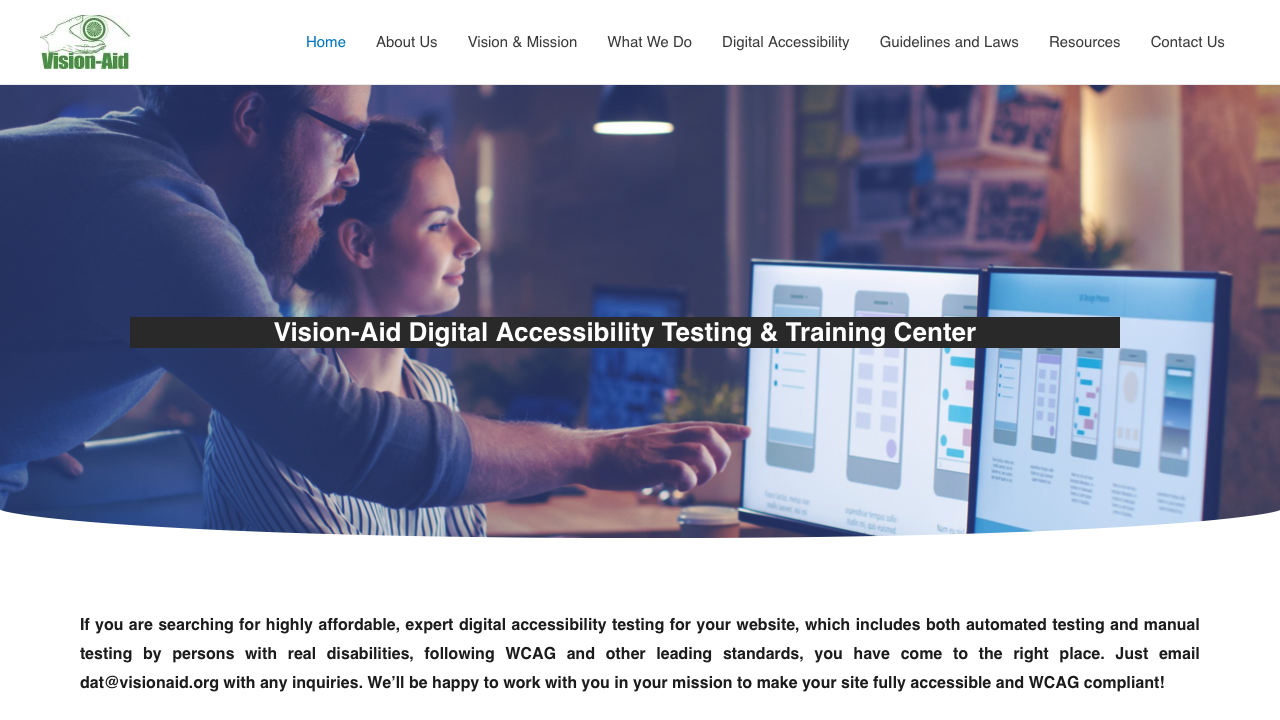 Vision-Aid
Home About Us Vision & Mission What We Do Digital Accessibility Guidelines and Laws Resources Contact Us
Vision-Aid Digital Accessibility Testing & Training Center
If you are searching for highly affordable, expert digital accessibility testing for your website, which includes both automated testing and manual
testing by persons with real disabilities, following WCAG and other leading standards, you have come to the right place. Just email
dat@visionaid.org with any inquiries. We’ll be happy to work with you in your mission to make your site fully accessible and WCAG compliant!